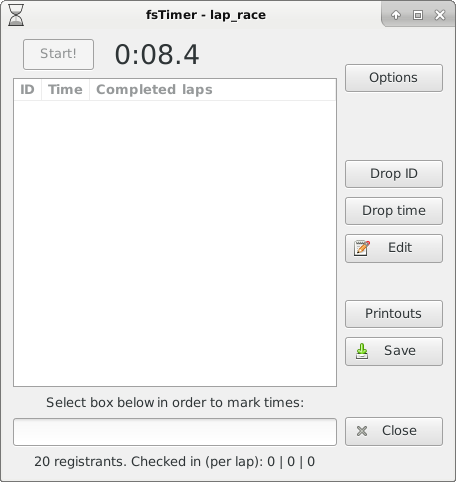 fsTimer - lap_race
Start!
0:08.4
Options
ID Time Completed laps
Drop ID
Drop time
Edit
Printouts
Save
Select box below in order to mark times:
Close
20 registrants. Checked in (per lap): 0 | 0 | 0